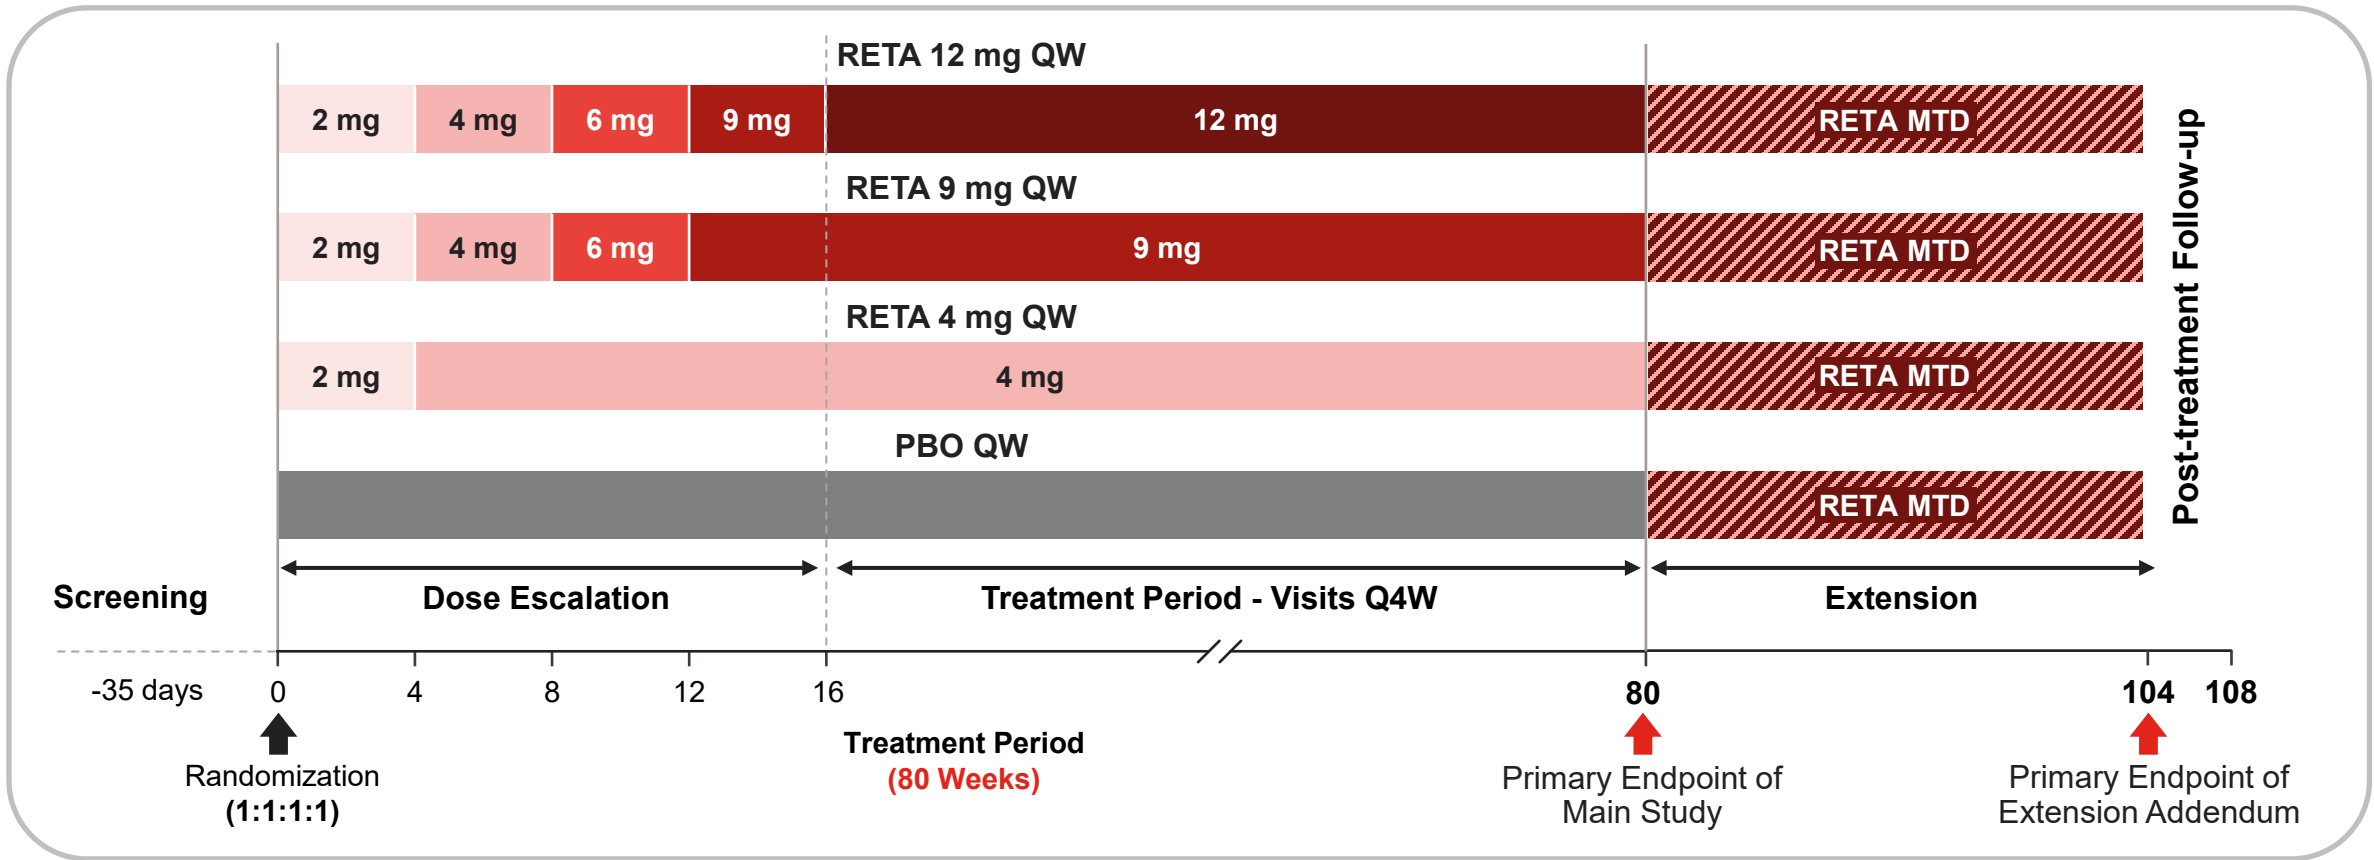 RETA 12 mg QW
2 mg 4 mg 6 mg 9 mg 12 mg RETA MTD
RETA 9 mg QW
2 mg 4 mg 6 mg 9 mg RETA MTD
RETA 4 mg QW
2 mg 4 mg RETA MTD
PBO QW
RETA MTD
Post-treatment Follow-up
Screening Dose Escalation Treatment Period - Visits Q4W Extension
-35 days 0 4 8 12 16 80 104 108
Treatment Period
(80 Weeks)
Randomization
(1:1:1:1)
Primary Endpoint of
Main Study
Primary Endpoint of
Extension Addendum